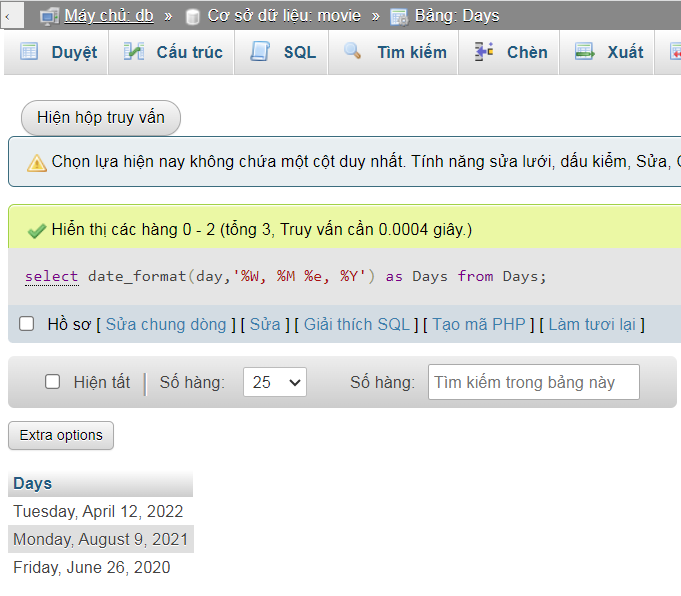 ‹ Máy chủ: db » Cơ sở dữ liệu: movie » Bảng: Days
Duyệt Cấu trúc SQL Tìm kiếm Chèn Xuất
Hiện hộp truy vấn
Chọn lựa hiện nay không chứa một cột duy nhất. Tính năng sửa lưới, dấu kiểm, Sửa,
Hiển thị các hàng 0 - 2 (tổng 3, Truy vấn cần 0.0004 giây.)
select date_format(day,'%W, %M %e, %Y') as Days from Days;
Hồ sơ [ Sửa chung dòng ] [ Sửa ] [ Giải thích SQL ] [ Tạo mã PHP ] [ Làm tươi lại ]
Hiện tất Số hàng: 25 Số hàng: Tìm kiếm trong bảng này
Extra options
Days
Tuesday, April 12, 2022
Monday, August 9, 2021
Friday, June 26, 2020